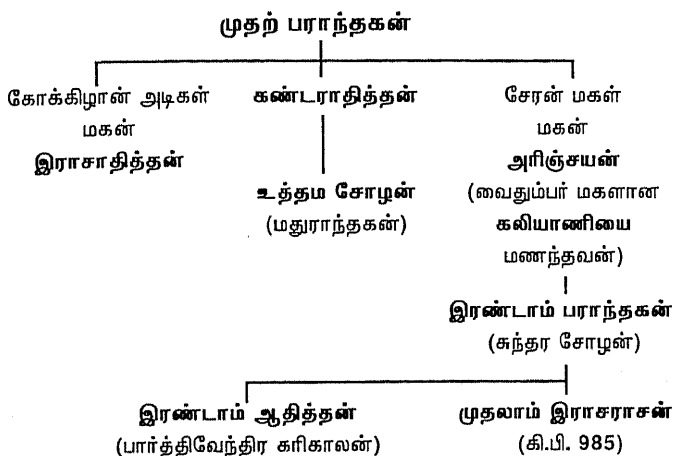 முதற் பராந்தகன்
கோக்கிழான் அடிகள்
மகன்
இராசாதித்தன்
கண்டராதித்தன்
உத்தம சோழன்
(மதுராந்தகன்)
சேரன் மகள்
மகன்
அரிஞ்சயன்
(வைதும்பர் மகளான
கலியாணியை
மணந்தவன்)
இரண்டாம் பராந்தகன்
(சுந்தர சோழன்)
இரண்டாம் ஆதித்தன்
(பார்த்திவேந்திர கரிகாலன்)
முதலாம் இராசராசன்
(கி.பி. 985)